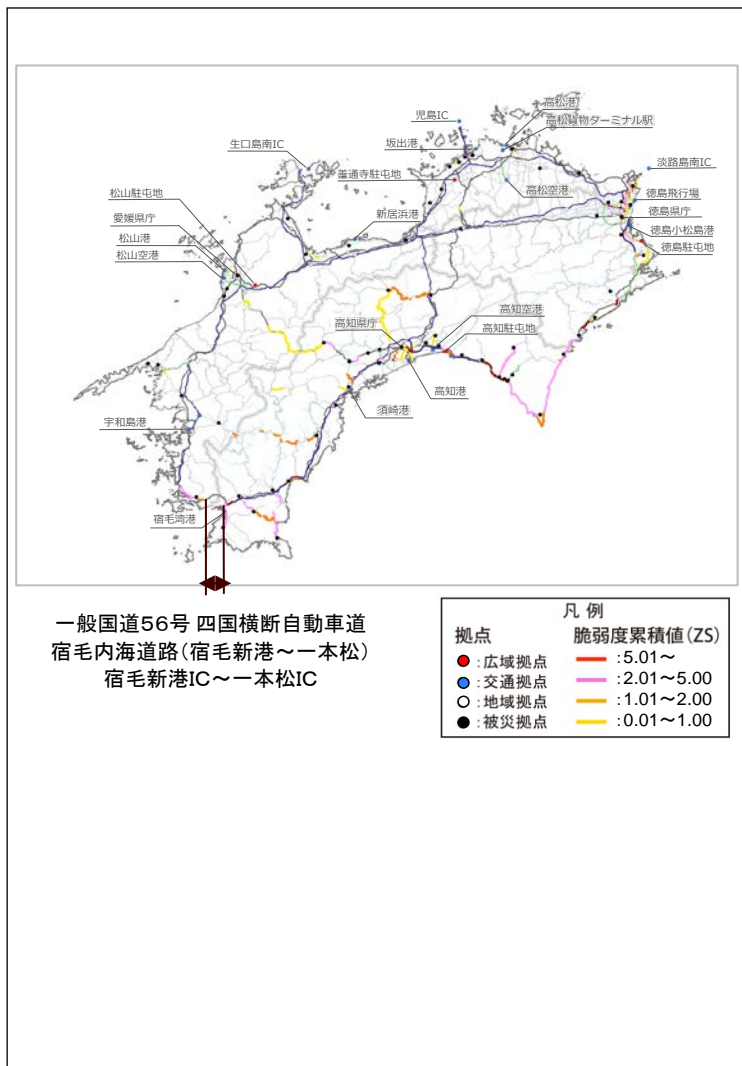 児島IC
高松港
高松貨物ターミナル駅
坂出港
生口島南IC
善通寺駐屯地
淡路島南IC
松山駐屯地
高松空港
徳島飛行場
愛媛県庁
新居浜港
徳島県庁
松山港
徳島小松島港
松山空港
徳島駐屯地
高知県庁
高知空港
高知駐屯地
高知港
須崎港
宇和島港
宿毛湾港
一般国道56号 四国横断自動車道
宿毛内海道路(宿毛新港～一本松)
宿毛新港IC～一本松IC
凡 例
拠点 脆弱度累積値(ZS)
:広域拠点 :5.01～
:交通拠点 :2.01～5.00
:地域拠点 :1.01～2.00
:被災拠点 :0.01～1.00